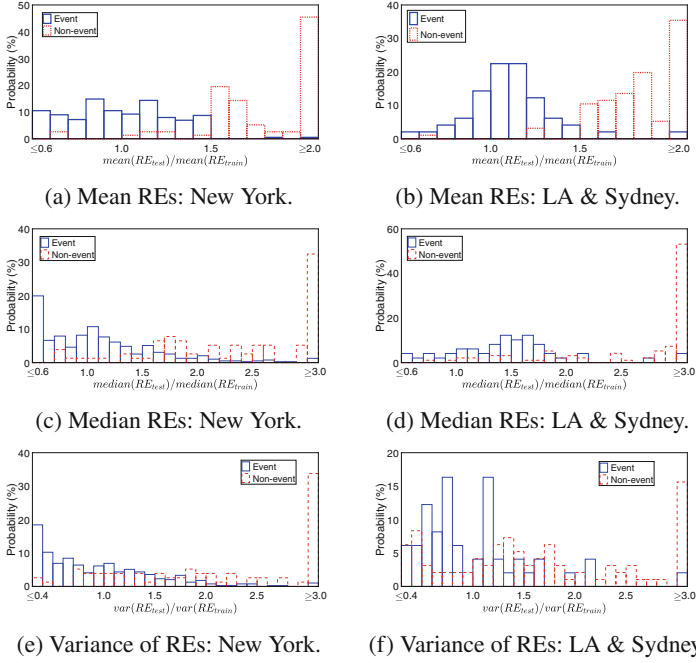 50
40
30
20
10
0
Probability (%)
Event
Non-event
≤0.6 1.0 1.5 ≥2.0
mean(RE_test)/mean(RE_train)
(a) Mean REs: New York.
50
40
30
20
10
0
Probability (%)
Event
Non-event
≤0.6 1.0 1.5 ≥2.0
mean(RE_test)/mean(RE_train)
(b) Mean REs: LA & Sydney.
40
30
20
10
0
Probability (%)
Event
Non-event
≤0.6 1.0 1.5 2.0 2.5 ≥3.0
median(RE_test)/median(RE_train)
(c) Median REs: New York.
60
40
20
0
Probability (%)
Event
Non-event
≤0.6 1.0 1.5 2.0 2.5 ≥3.0
median(RE_test)/median(RE_train)
(d) Median REs: LA & Sydney.
40
30
20
10
0
Probability (%)
Event
Non-event
≤0.4 1.0 1.5 2.0 2.5 ≥3.0
var(RE_test)/var(RE_train)
(e) Variance of REs: New York.
20
15
10
5
0
Probability (%)
Event
Non-event
≤0.4 1.0 1.5 2.0 2.5 ≥3.0
var(RE_test)/var(RE_train)
(f) Variance of REs: LA & Sydney